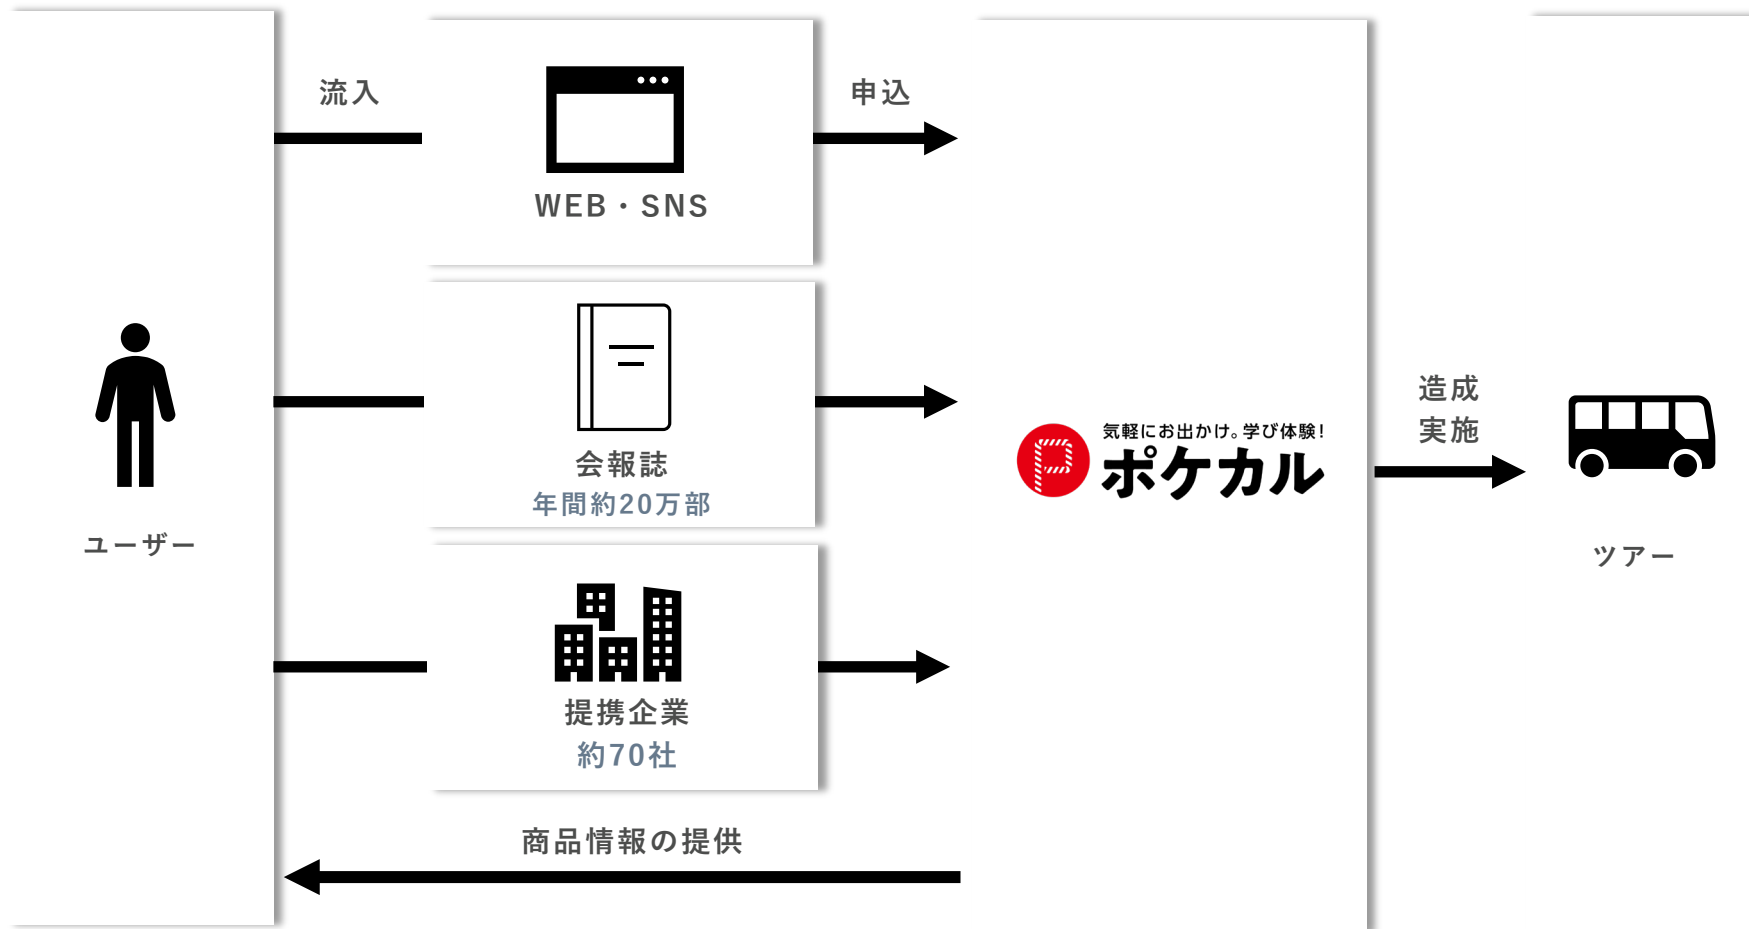 流入
申込
WEB・SNS
会報誌
年間約20万部
提携企業
約70社
商品情報の提供
ユーザー
気軽にお出かけ。学び体験！
ポケカル
造成
実施
ツアー